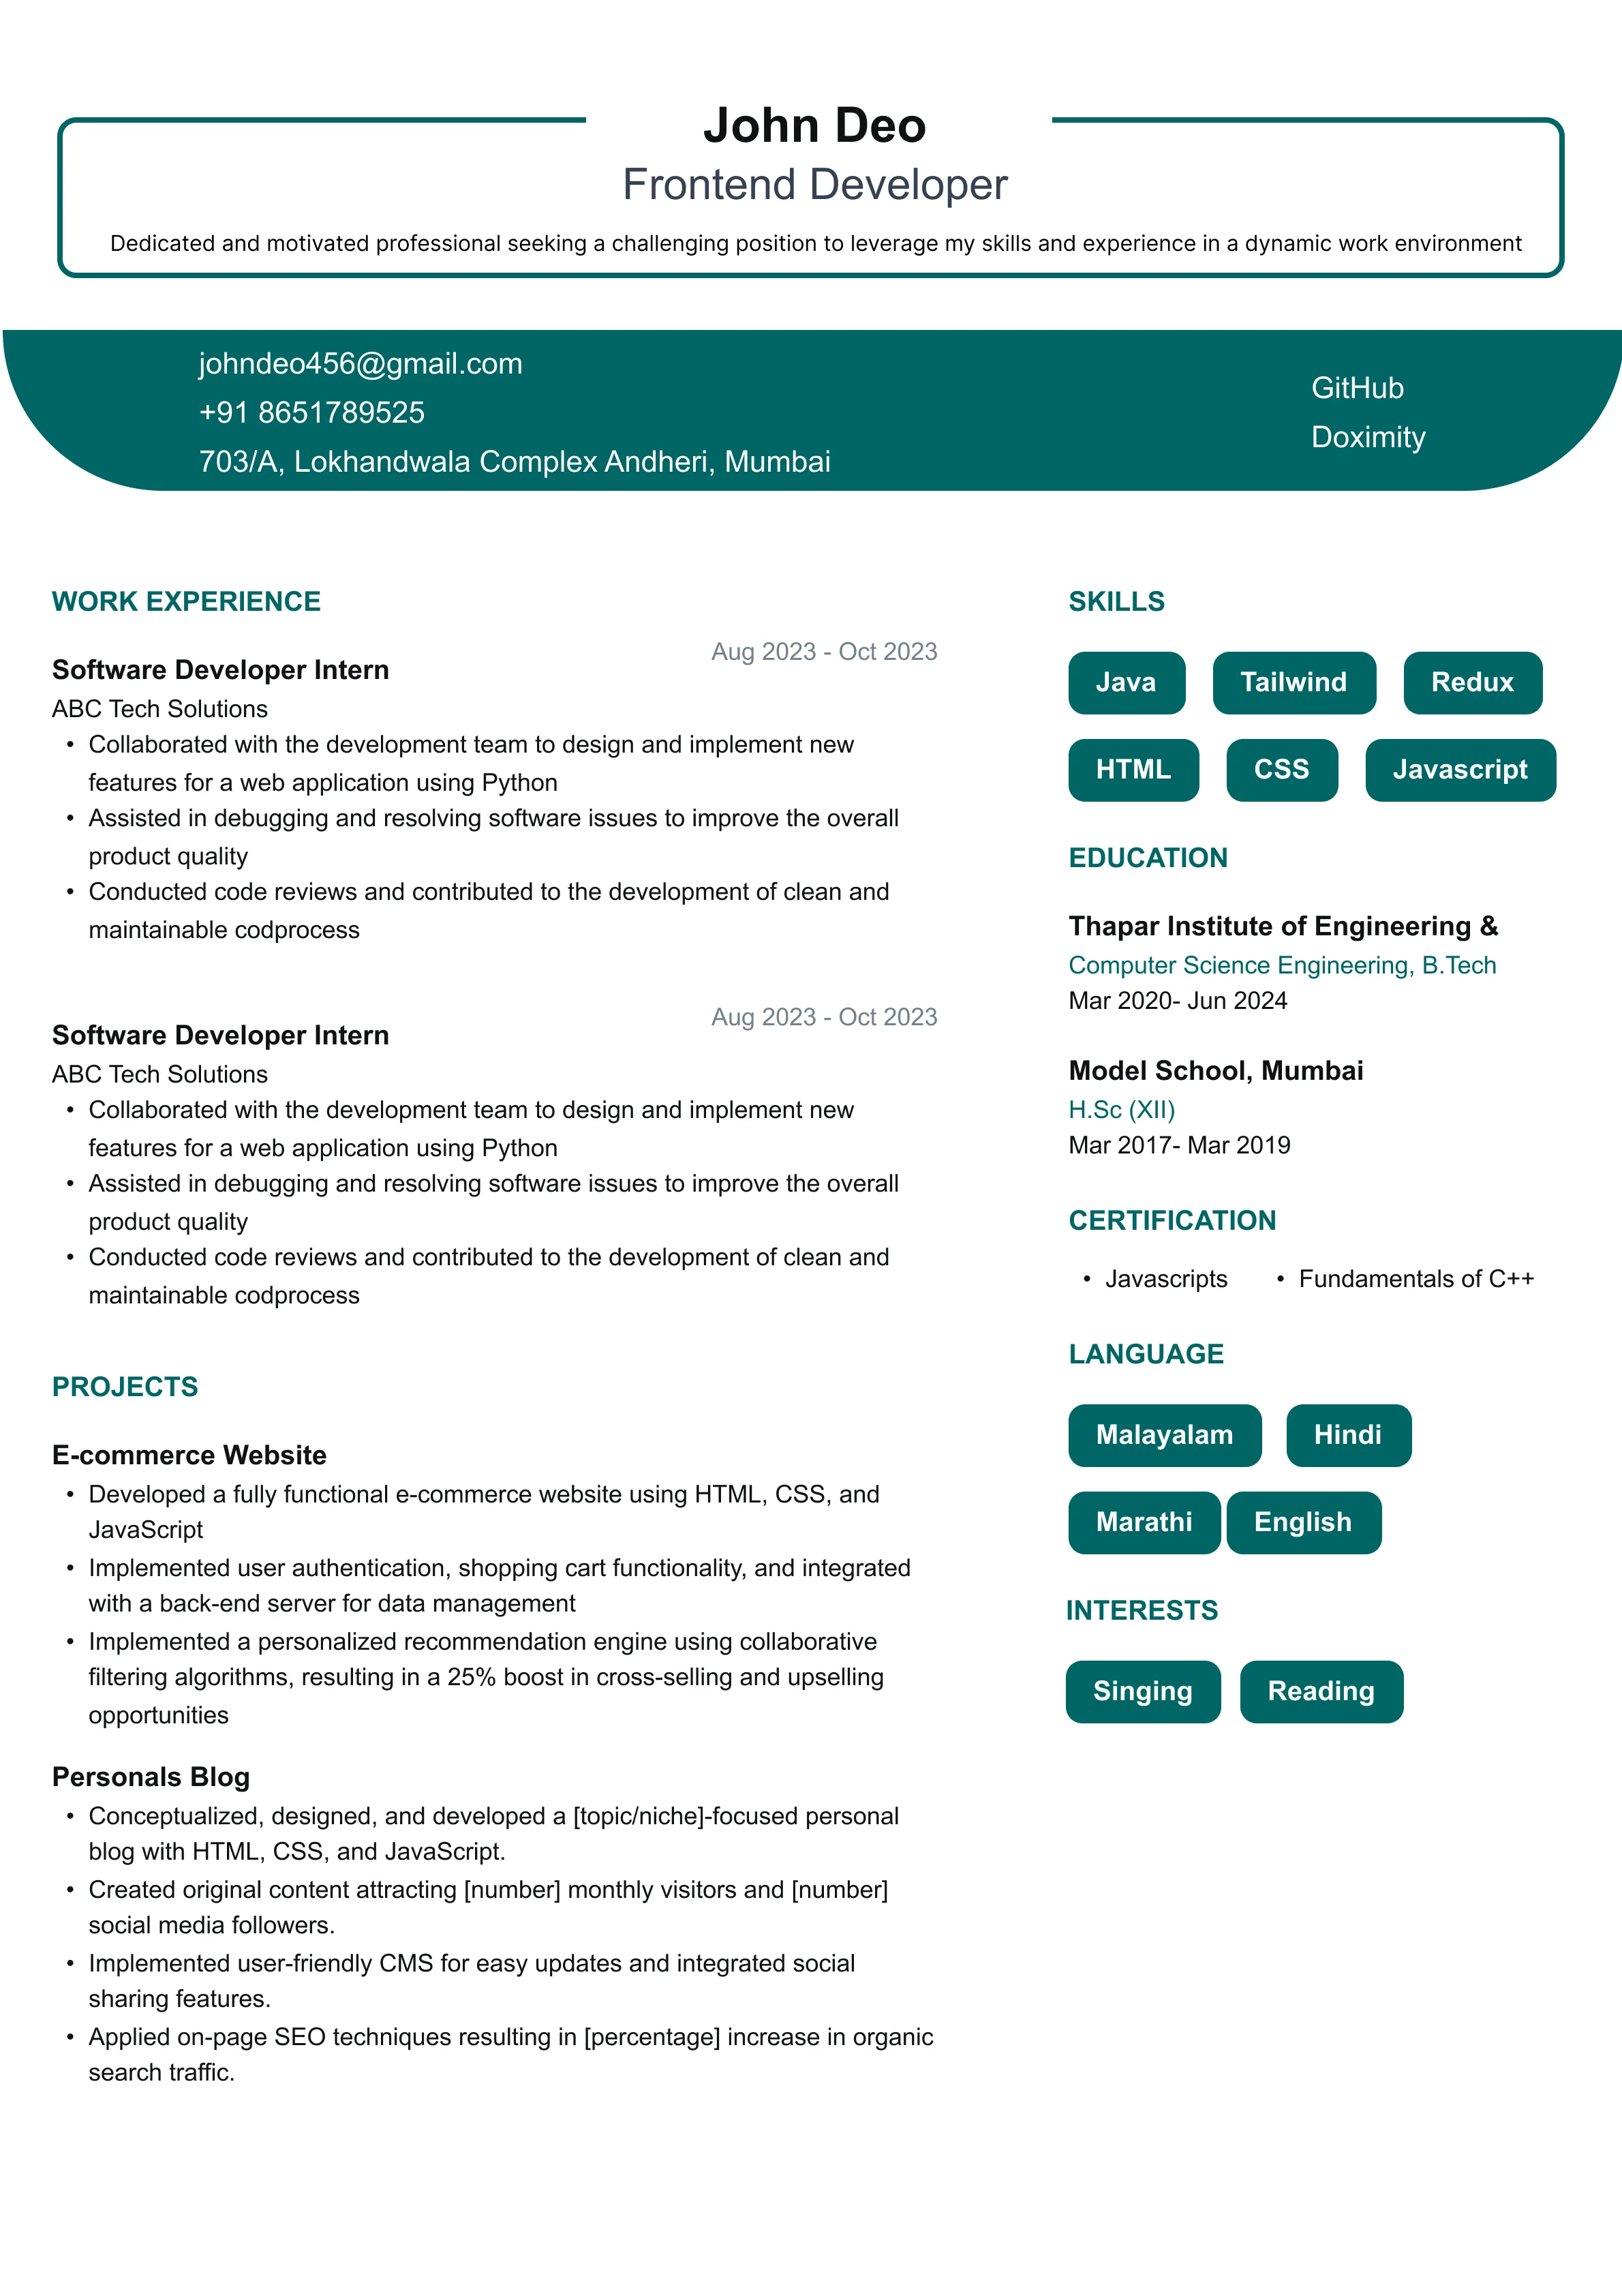 John Deo
Frontend Developer
Dedicated and motivated professional seeking a challenging position to leverage my skills and experience in a dynamic work environment
johndeo456@gmail.com
+91 8651789525
703/A, Lokhandwala Complex Andheri, Mumbai
GitHub
Doximity
WORK EXPERIENCE
Aug 2023 - Oct 2023
Software Developer Intern
ABC Tech Solutions
• Collaborated with the development team to design and implement new
features for a web application using Python
• Assisted in debugging and resolving software issues to improve the overall
product quality
• Conducted code reviews and contributed to the development of clean and
maintainable codprocess
Aug 2023 - Oct 2023
Software Developer Intern
ABC Tech Solutions
• Collaborated with the development team to design and implement new
features for a web application using Python
• Assisted in debugging and resolving software issues to improve the overall
product quality
• Conducted code reviews and contributed to the development of clean and
maintainable codprocess
PROJECTS
E-commerce Website
• Developed a fully functional e-commerce website using HTML, CSS, and
JavaScript
• Implemented user authentication, shopping cart functionality, and integrated
with a back-end server for data management
• Implemented a personalized recommendation engine using collaborative
filtering algorithms, resulting in a 25% boost in cross-selling and upselling
opportunities
Personals Blog
• Conceptualized, designed, and developed a [topic/niche]-focused personal
blog with HTML, CSS, and JavaScript.
• Created original content attracting [number] monthly visitors and [number]
social media followers.
• Implemented user-friendly CMS for easy updates and integrated social
sharing features.
• Applied on-page SEO techniques resulting in [percentage] increase in organic
search traffic.
SKILLS
Java Tailwind Redux
HTML CSS Javascript
EDUCATION
Thapar Institute of Engineering &
Computer Science Engineering, B.Tech
Mar 2020- Jun 2024
Model School, Mumbai
H.Sc (XII)
Mar 2017- Mar 2019
CERTIFICATION
• Javascripts • Fundamentals of C++
LANGUAGE
Malayalam Hindi
Marathi English
INTERESTS
Singing Reading